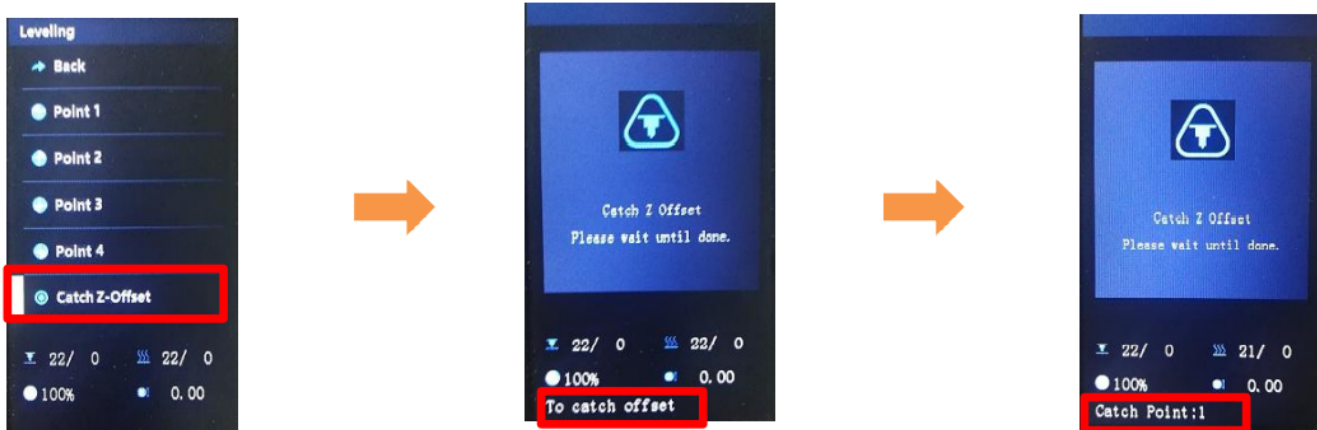 Leveling
Back
Point 1
Point 2
Point 3
Point 4
Catch Z-Offset
22/ 0 22/ 0
100% 0.00
Catch Z Offset
Please wait until done.
22/ 0 22/ 0
100% 0.00
To catch offset
Catch Z Offset
Please wait until done.
22/ 0 21/ 0
100% 0.00
Catch Point:1